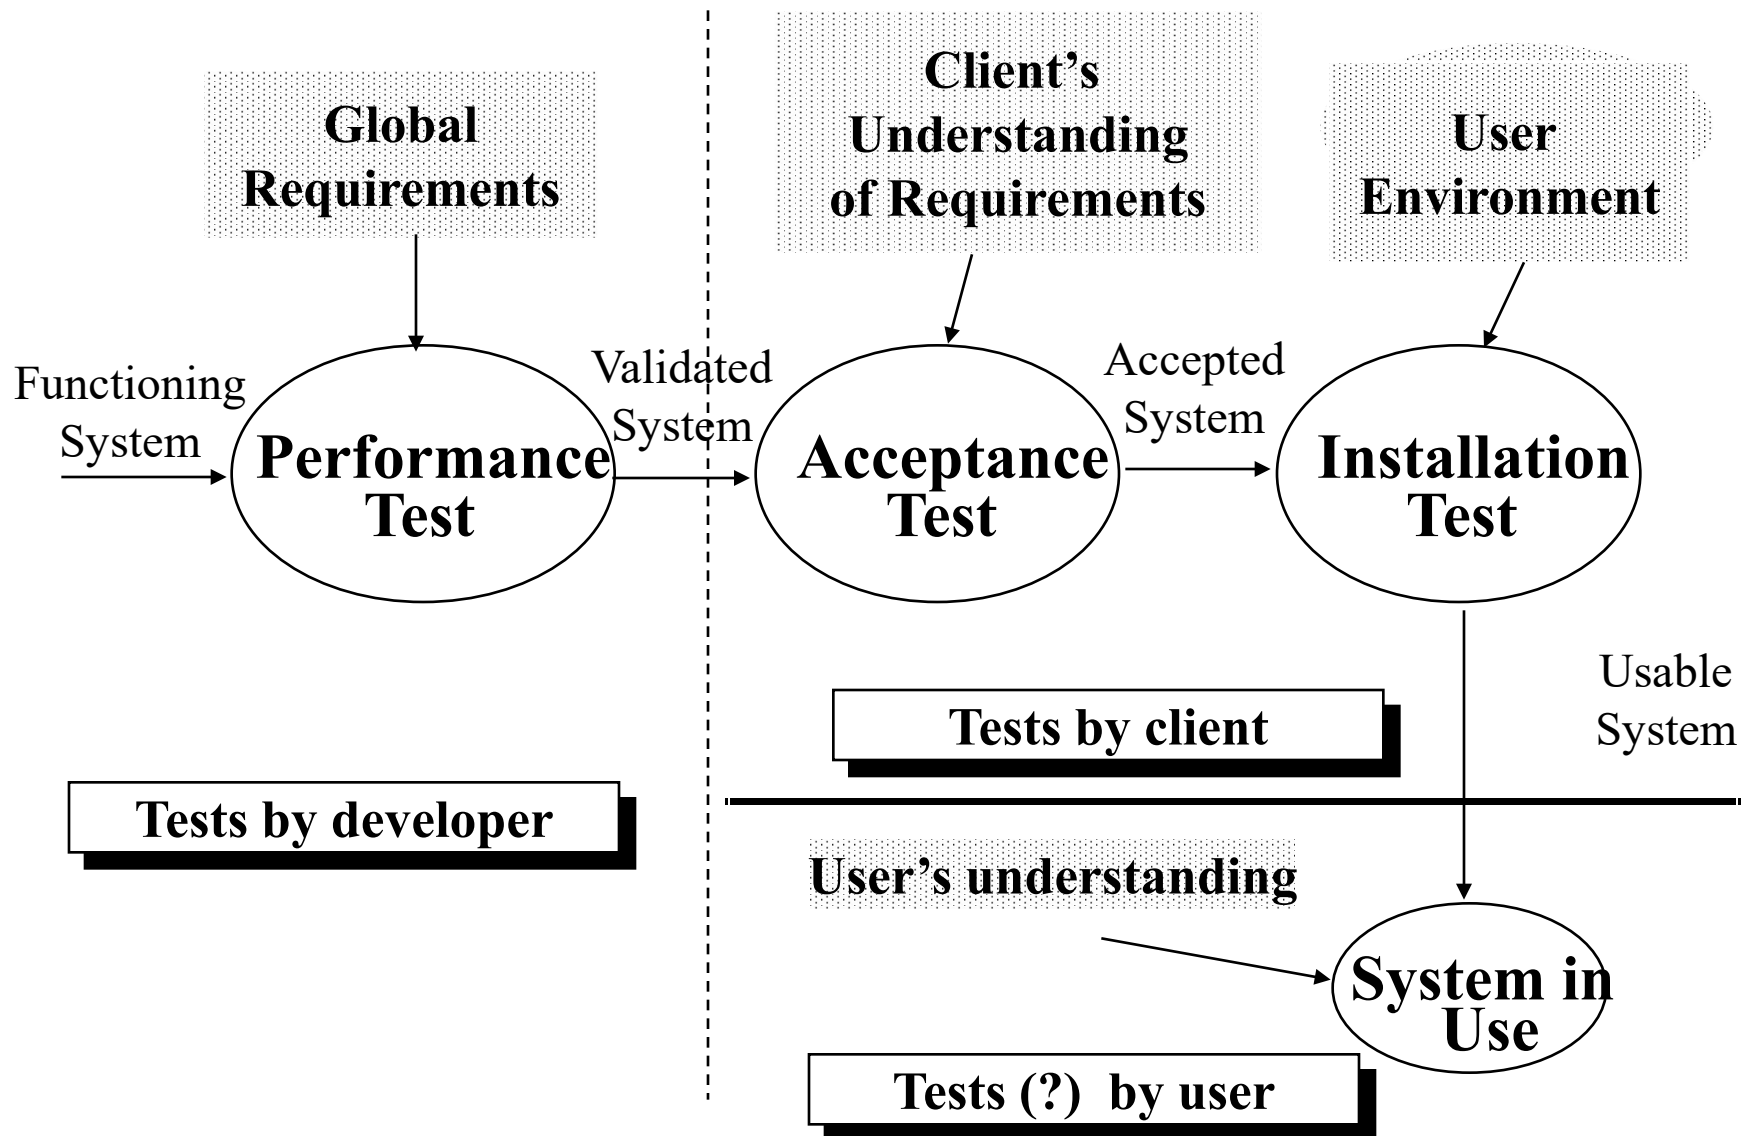 Global
Requirements
Client’s
Understanding
of Requirements
User
Environment
Functioning
System
Validated
System
Accepted
System
Performance
Test
Acceptance
Test
Installation
Test
Usable
System
Tests by client
Tests by developer
User’s understanding
System in
Use
Tests (?)  by user